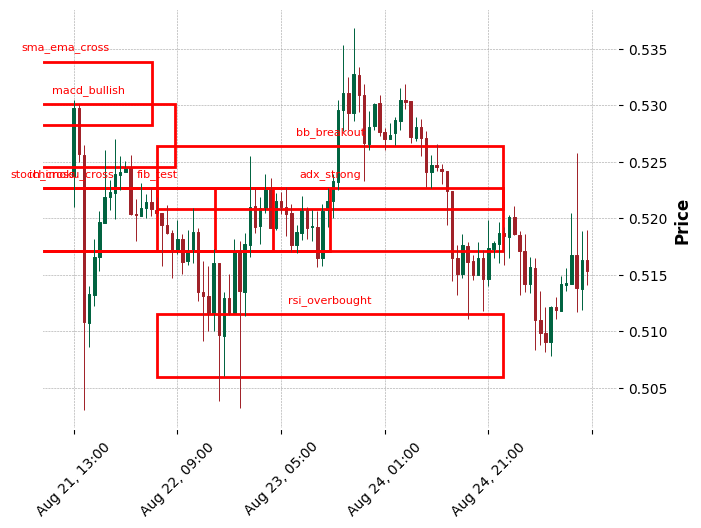 sma_ema_cross
macd_bullish
bb_breakout
fib_test
adx_strong
rsi_overbought
0.535
0.530
0.525
0.520
0.515
0.510
0.505
Price
Aug 21, 13:00
Aug 22, 09:00
Aug 23, 05:00
Aug 24, 01:00
Aug 24, 21:00